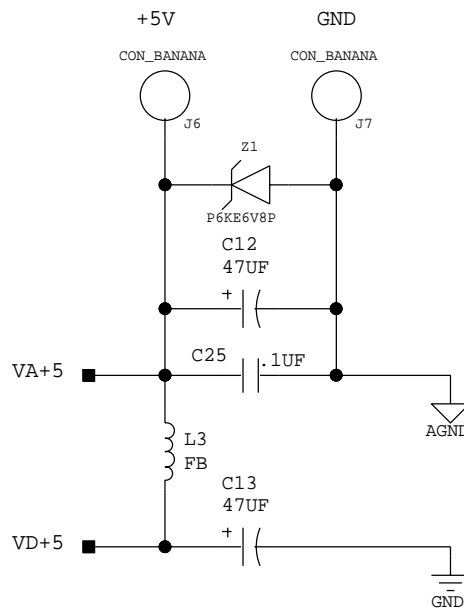 +5V GND
CON_BANANA CON_BANANA
J6 J7
Z1
P6KE6V8P
C12
47UF
+
C25 .1UF
VA+5
AGND
L3
FB
C13
47UF
+
VD+5
GND